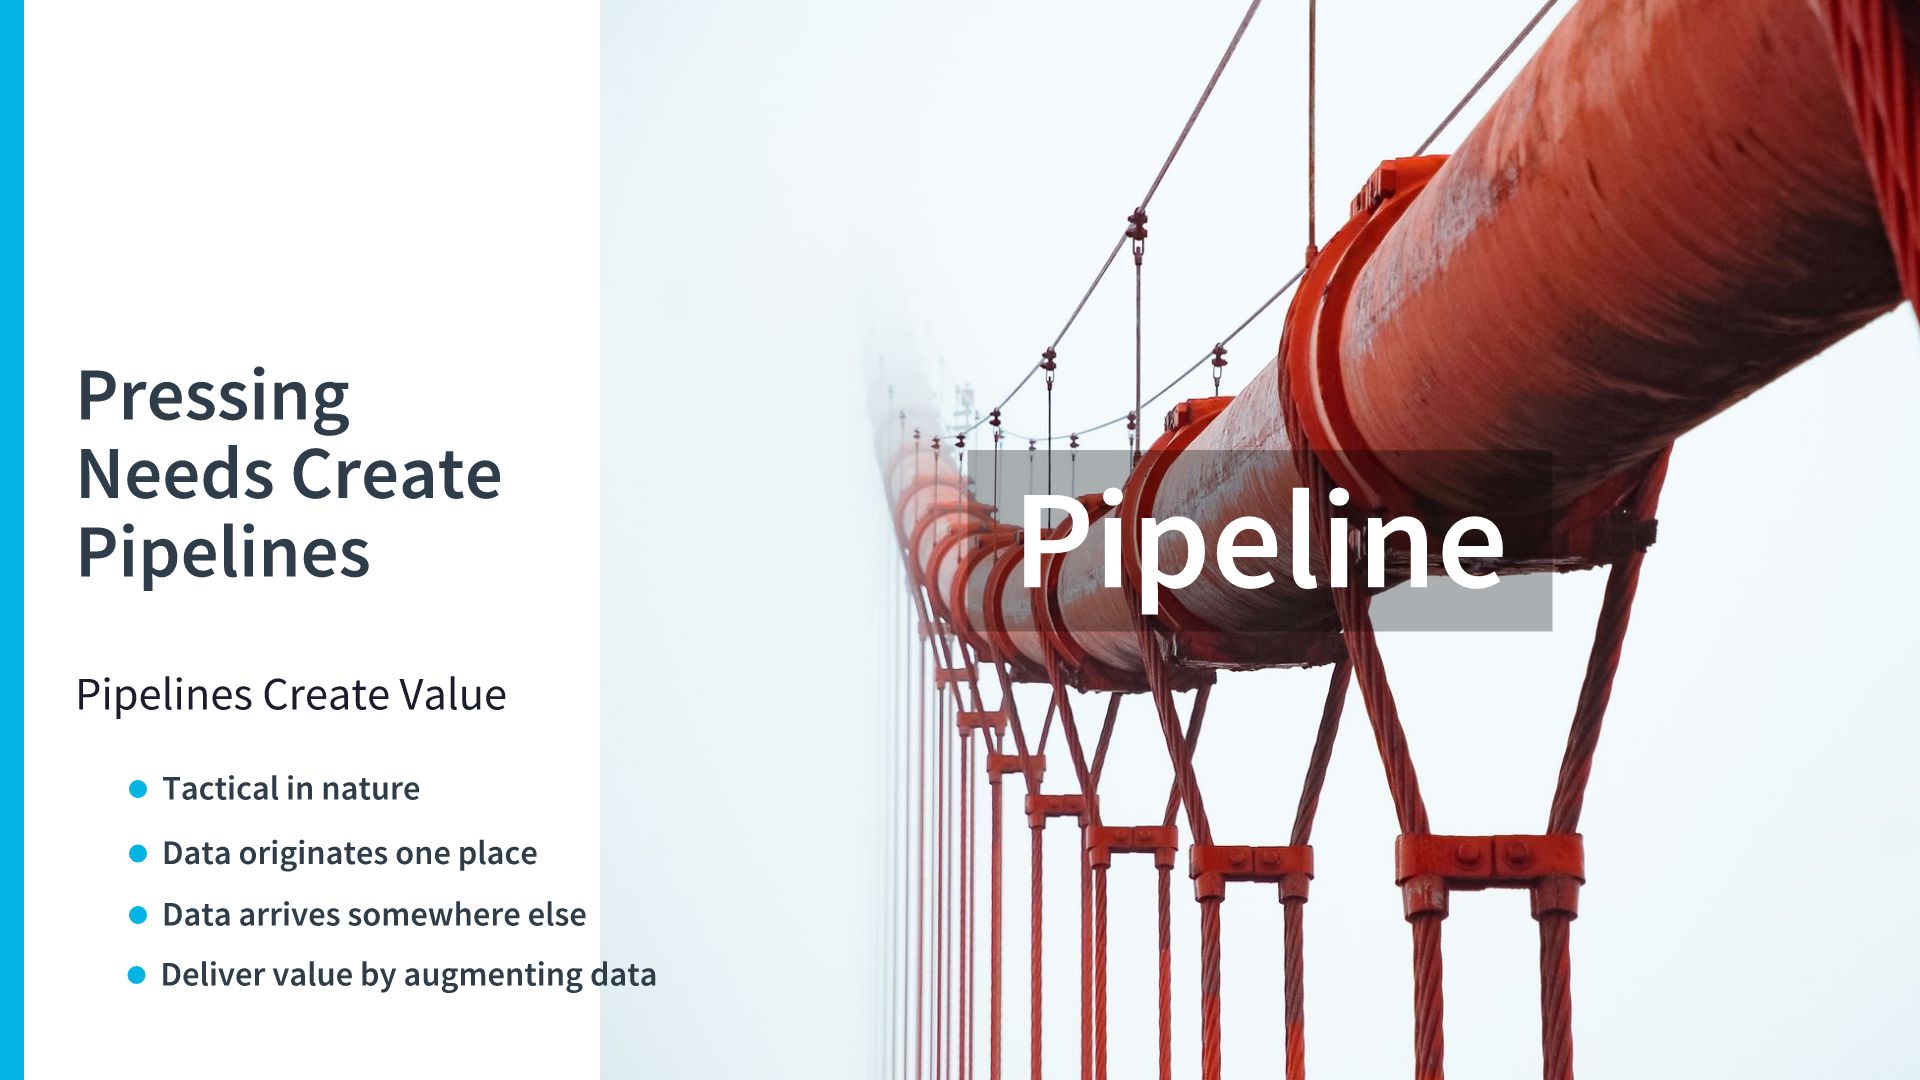 Pressing
Needs Create
Pipelines
Pipelines Create Value
Tactical in nature
Data originates one place
Data arrives somewhere else
Deliver value by augmenting data
Pipeline